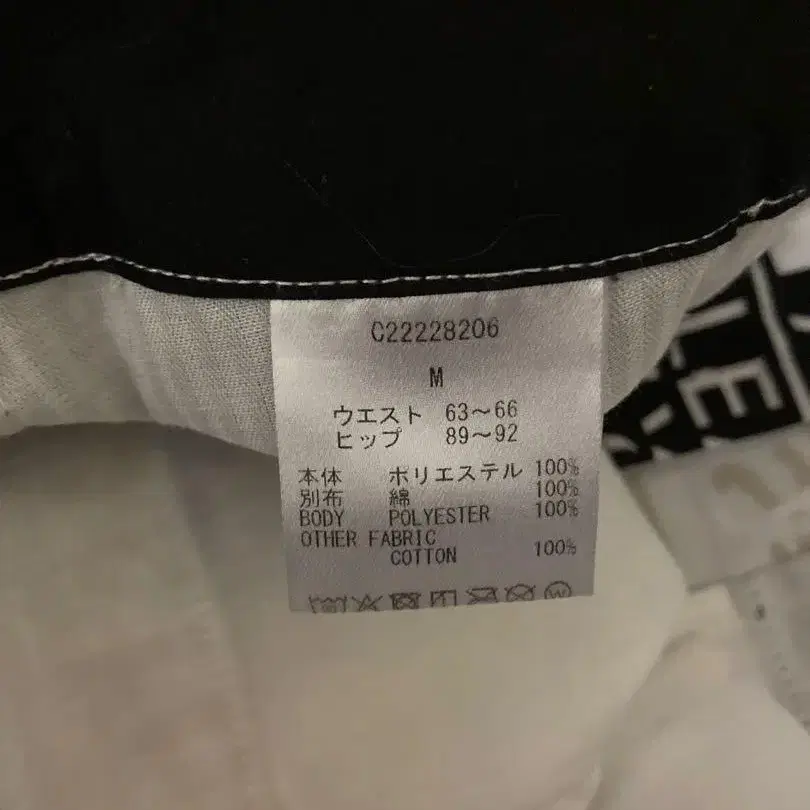 C22228206
M
ウエスト 63～66
ヒップ 89～92
本体 ポリエステル 100%
別布 綿 100%
BODY POLYESTER 100%
OTHER FABRIC
COTTON 100%